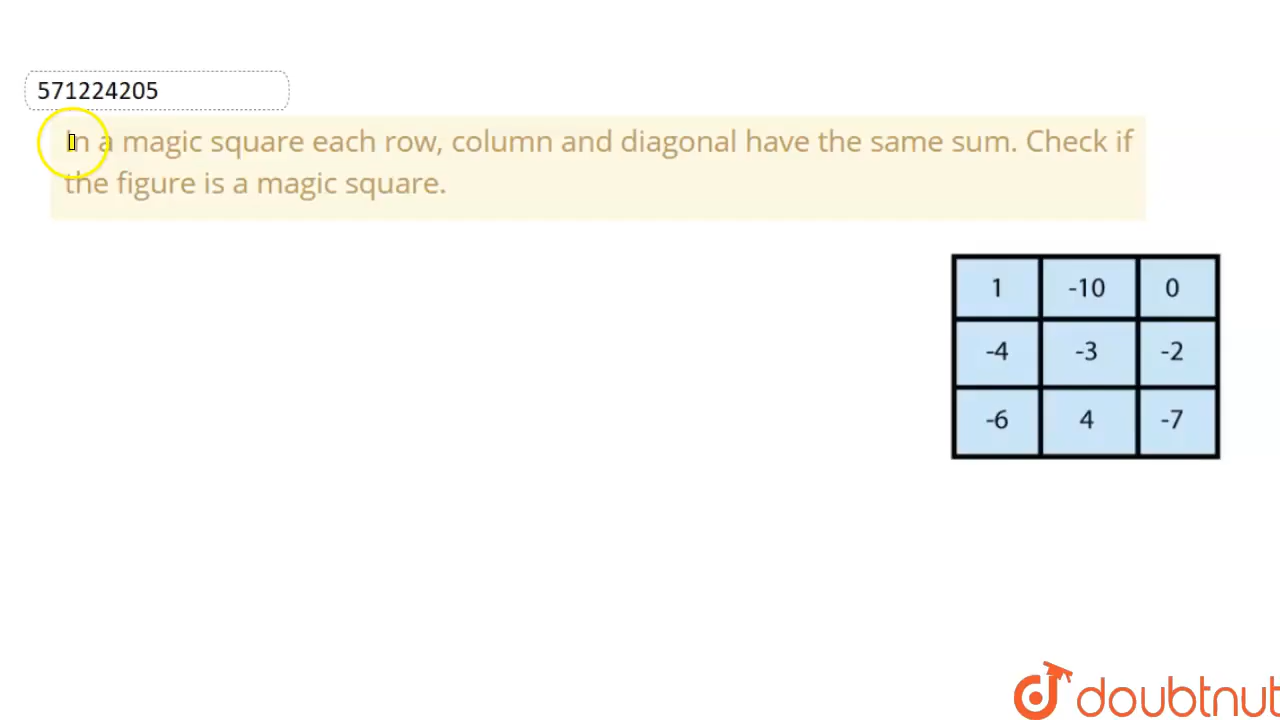 571224205
In a magic square each row, column and diagonal have the same sum. Check if
the figure is a magic square.
1 -10 0
-4 -3 -2
-6 4 -7
doubtnut